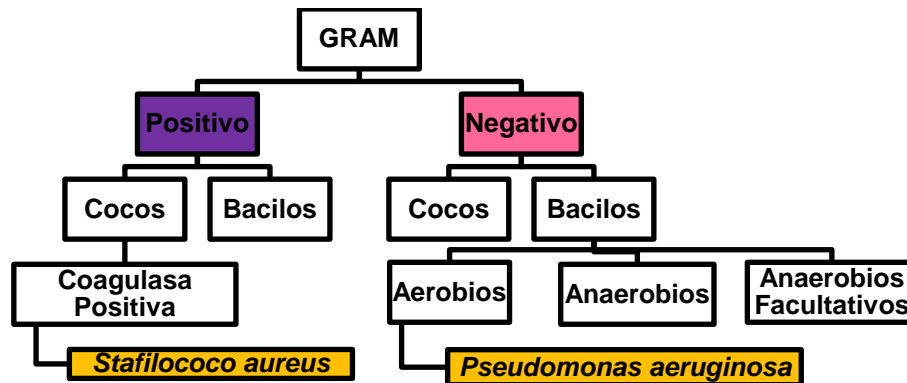 GRAM
Positivo
Negativo
Cocos
Bacilos
Cocos
Bacilos
Coagulasa
Positiva
Aerobios
Anaerobios
Anaerobios
Facultativos
Stafilococo aureus
Pseudomonas aeruginosa